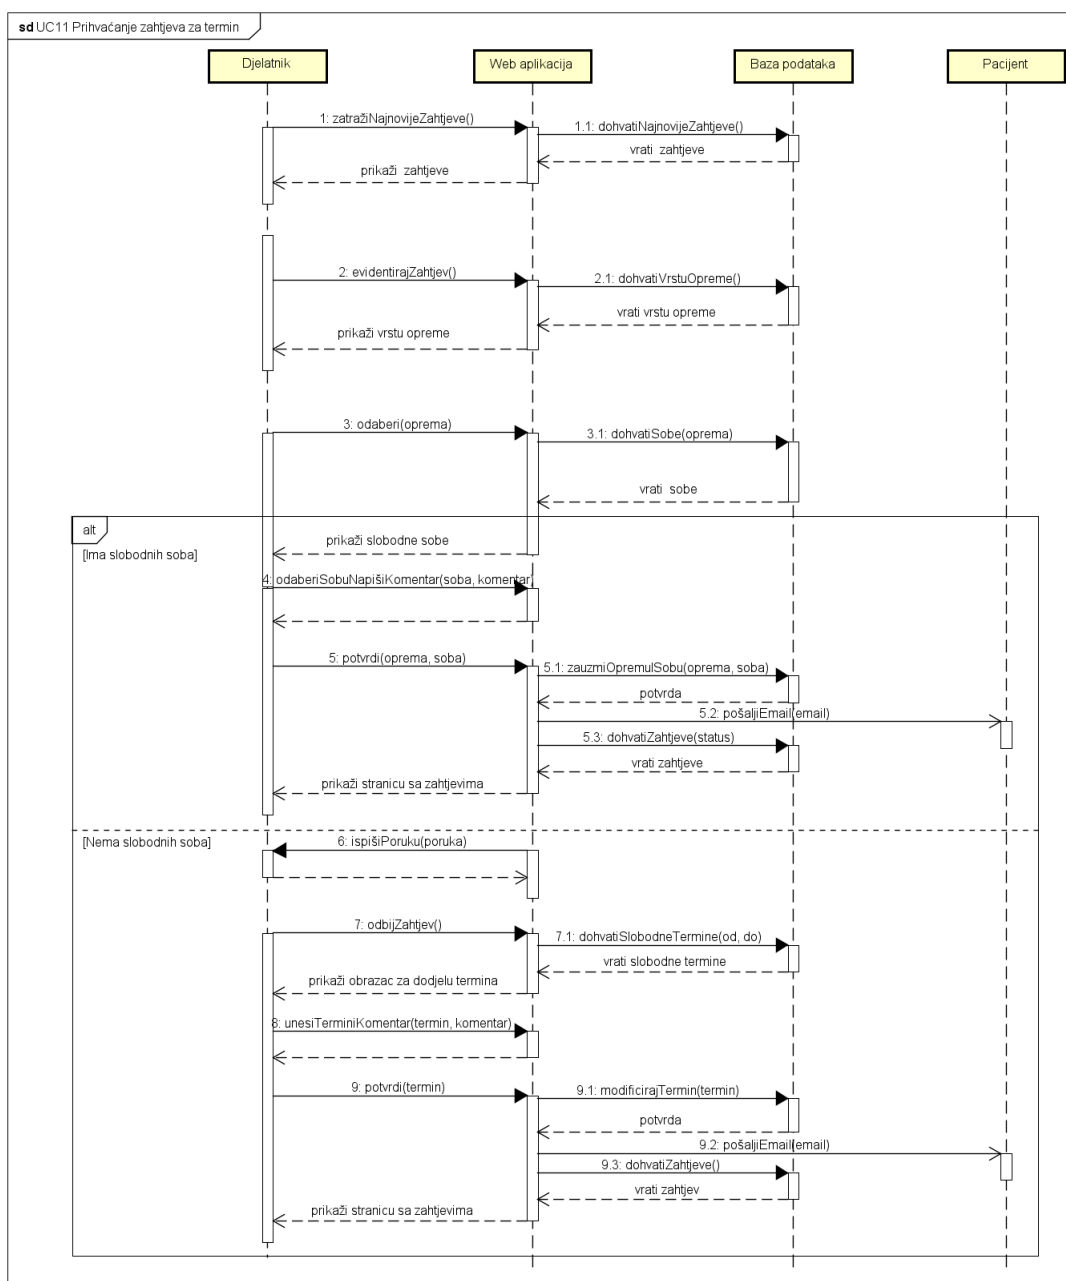 sd UC11 Prihvaćanje zahtjeva za termin
Djelatnik
Web aplikacija
Baza podataka
Pacijent
1: zatražiNajnovijeZahtjeve()
1.1: dohvatiNajnovijeZahtjeve()
vrati zahtjeve
prikaži zahtjeve
2: evidentirajZahtjev()
2.1: dohvatiVrstuOpreme()
vrati vrstu opreme
prikaži vrstu opreme
3: odaberi(oprema)
3.1: dohvatiSobe(oprema)
vrati sobe
alt
[Ima slobodnih soba]
prikaži slobodne sobe
4: odaberiSobuNapišiKomentar(soba, komentar)
5: potvrdi(oprema, soba)
5.1: zauzmiOpremuISobu(oprema, soba)
potvrda
5.2: pošaljiEmail(email)
5.3: dohvatiZahtjeve(status)
vrati zahtjeve
prikaži stranicu sa zahtjevima
[Nema slobodnih soba]
6: ispišiPoruku(poruka)
7: odbijZahtjev()
7.1: dohvatiSlobodneTermine(od, do)
vrati slobodne termine
prikaži obrazac za dodjelu termina
8: unesiTerminiKomentar(termin, komentar)
9: potvrdi(termin)
9.1: modificirajTermin(termin)
potvrda
9.2: pošaljiEmail(email)
9.3: dohvatiZahtjeve()
vrati zahtjev
prikaži stranicu sa zahtjevima